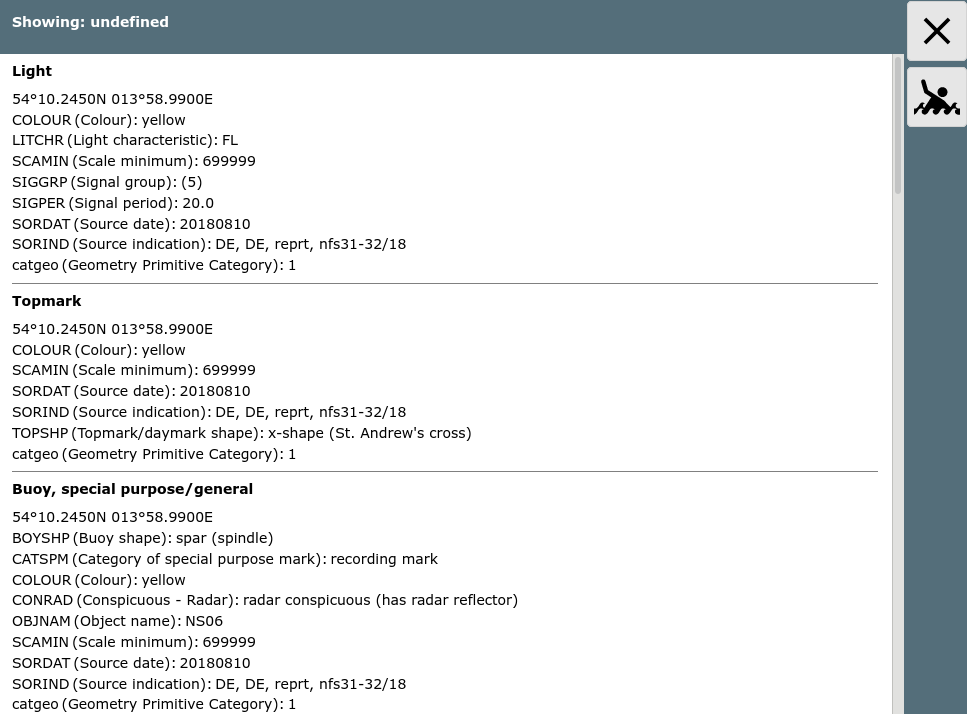 Showing: undefined
Light
54°10.2450N 013°58.9900E
COLOUR (Colour): yellow
LITCHR (Light characteristic): FL
SCAMIN (Scale minimum): 699999
SIGGRP (Signal group): (5)
SIGPER (Signal period): 20.0
SORDAT (Source date): 20180810
SORIND (Source indication): DE, DE, reprt, nfs31-32/18
catgeo (Geometry Primitive Category): 1
Topmark
54°10.2450N 013°58.9900E
COLOUR (Colour): yellow
SCAMIN (Scale minimum): 699999
SORDAT (Source date): 20180810
SORIND (Source indication): DE, DE, reprt, nfs31-32/18
TOPSHP (Topmark/daymark shape): x-shape (St. Andrew's cross)
catgeo (Geometry Primitive Category): 1
Buoy, special purpose/general
54°10.2450N 013°58.9900E
BOYSHP (Buoy shape): spar (spindle)
CATSPM (Category of special purpose mark): recording mark
COLOUR (Colour): yellow
CONRAD (Conspicuous - Radar): radar conspicuous (has radar reflector)
OBJNAM (Object name): NS06
SCAMIN (Scale minimum): 699999
SORDAT (Source date): 20180810
SORIND (Source indication): DE, DE, reprt, nfs31-32/18
catgeo (Geometry Primitive Category): 1